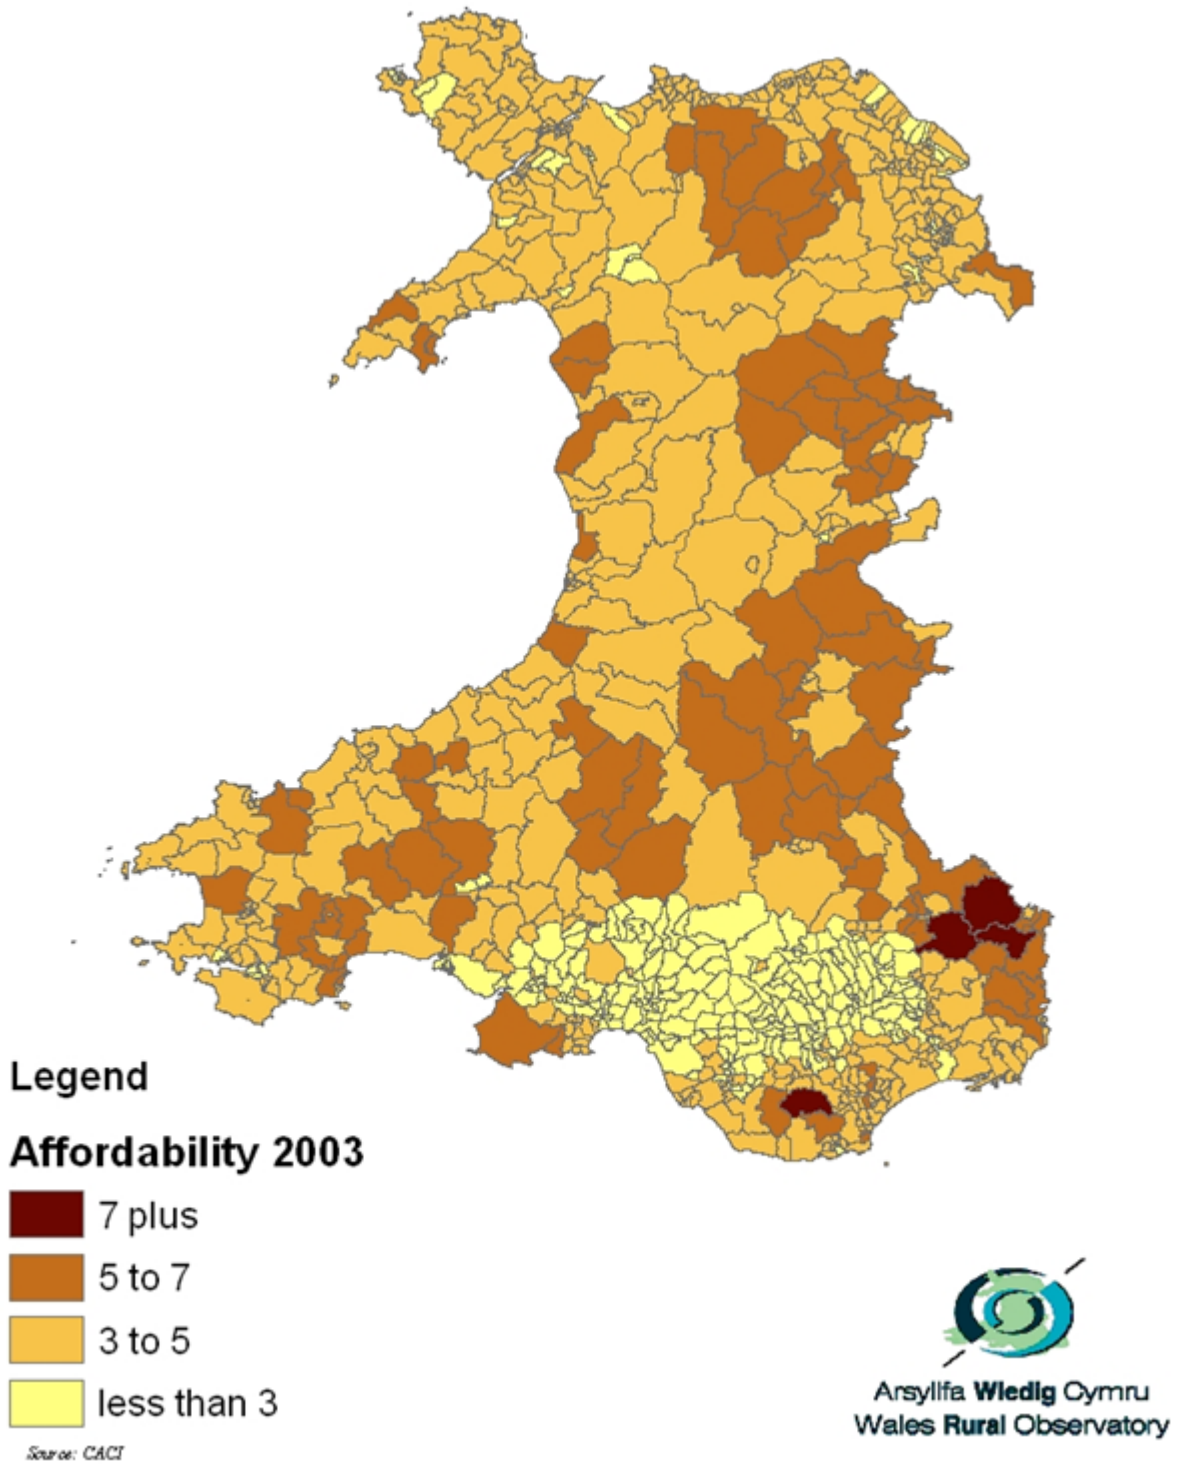 Legend
Affordability 2003
7 plus
5 to 7
3 to 5
less than 3
Source: CACI
Arsyllfa Wledig Cymru
Wales Rural Observatory